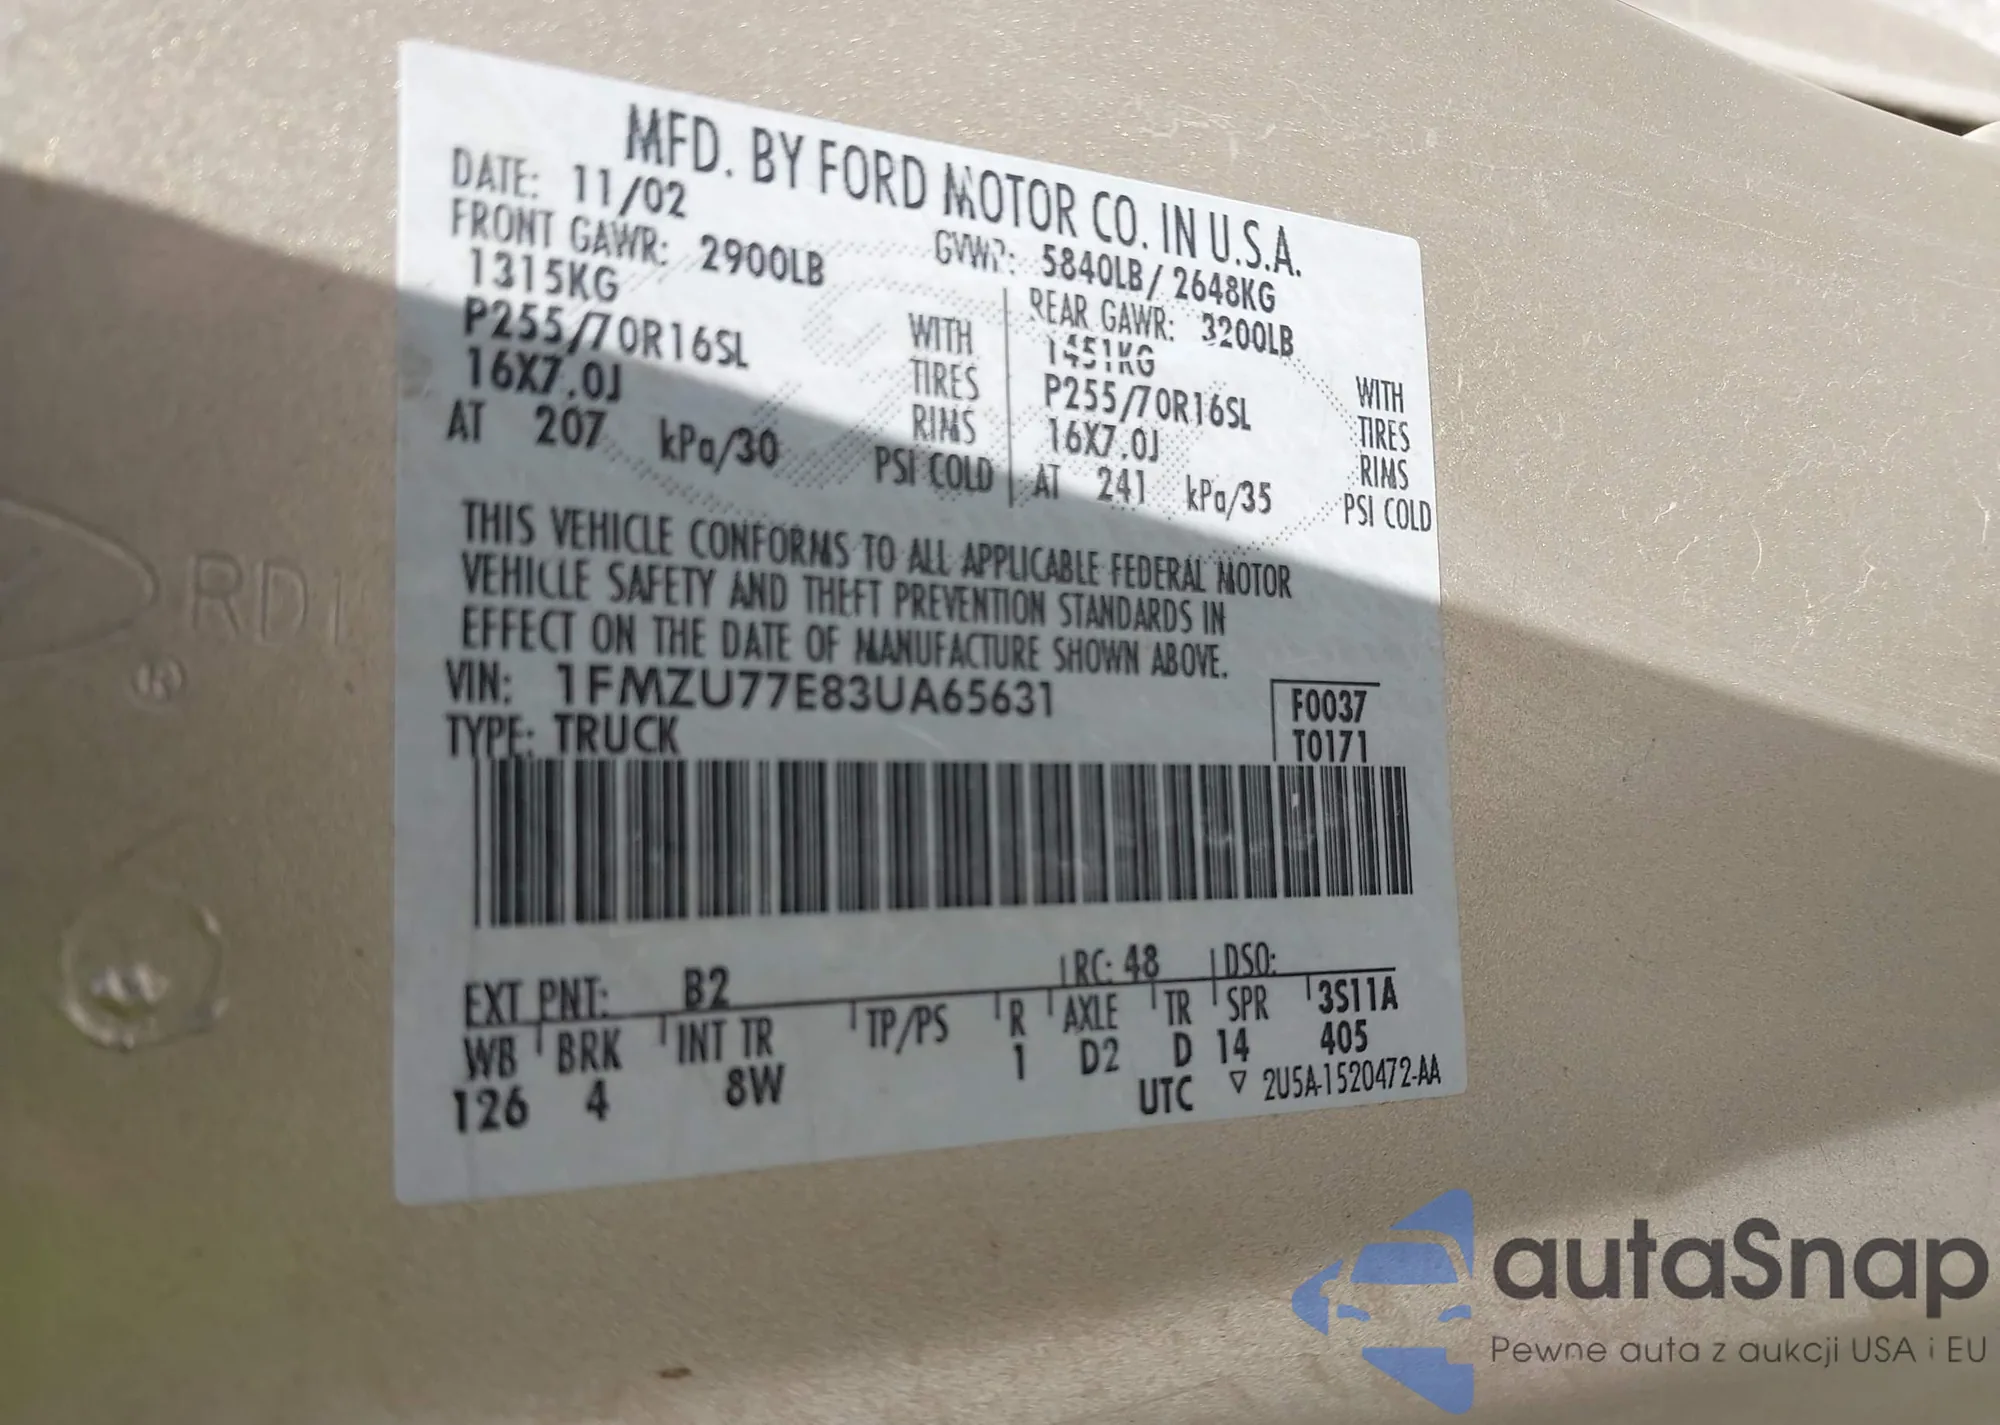 MFD. BY FORD MOTOR CO. IN U.S.A.
DATE: 11/02 GVWR: 5840LB / 2648KG
FRONT GAWR: 2900LB REAR GAWR: 3200LB
1315KG WITH 1451KG WITH
P255/70R16SL TIRES P255/70R16SL TIRES
16X7.0J RIMS 16X7.0J RIMS
AT 207 kPa/30 PSI COLD AT 241 kPa/35 PSI COLD
THIS VEHICLE CONFORMS TO ALL APPLICABLE FEDERAL MOTOR
VEHICLE SAFETY AND THEFT PREVENTION STANDARDS IN
EFFECT ON THE DATE OF MANUFACTURE SHOWN ABOVE.
VIN: 1FMZU77E83UA65631 F0037
TYPE: TRUCK T0171
EXT PNT: B2 RC: 48 DSO:
WB BRK INT TR TP/PS R AXLE TR SPR 3S11A
126 4 8W 1 D2 D 14 405
UTC ▽ 2U5A-1520472-AA
RDI
®
autaSnap
Pewne auta z aukcji USA i EU